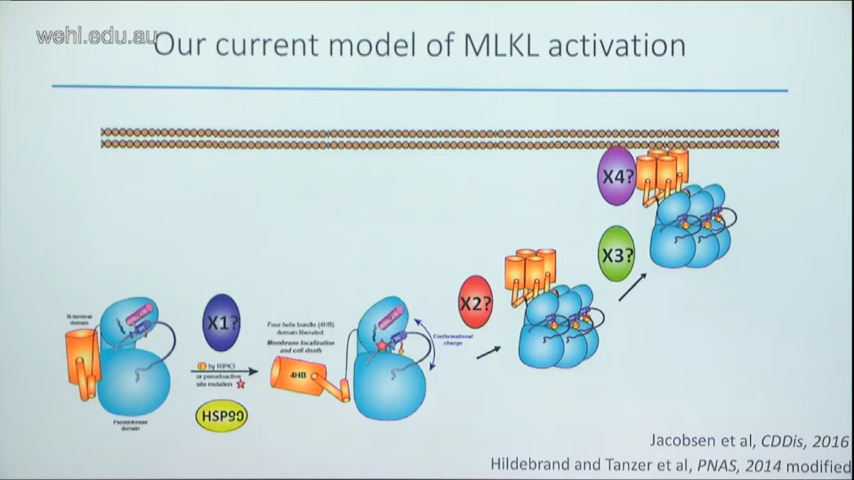 wehi.edu.au
Our current model of MLKL activation
X4?
X3?
X2?
X1?
N-terminal
domain
Four-helix bundle (4HB)
domain liberated:
Membrane localization
and cell death
Conformational
change
by RIPK3
or pseudoactive
site mutation
4HB
HSP90
Pseudokinase
domain
Jacobsen et al, CDDis, 2016
Hildebrand and Tanzer et al, PNAS, 2014 modified